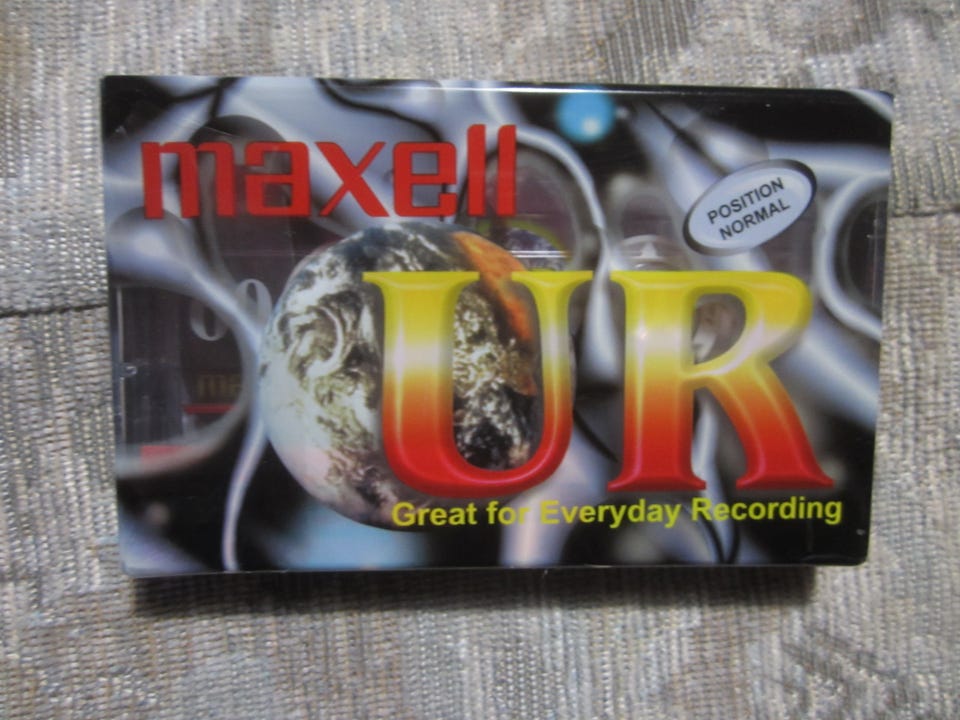 maxell
POSITION
NORMAL
UR
Great for Everyday Recording